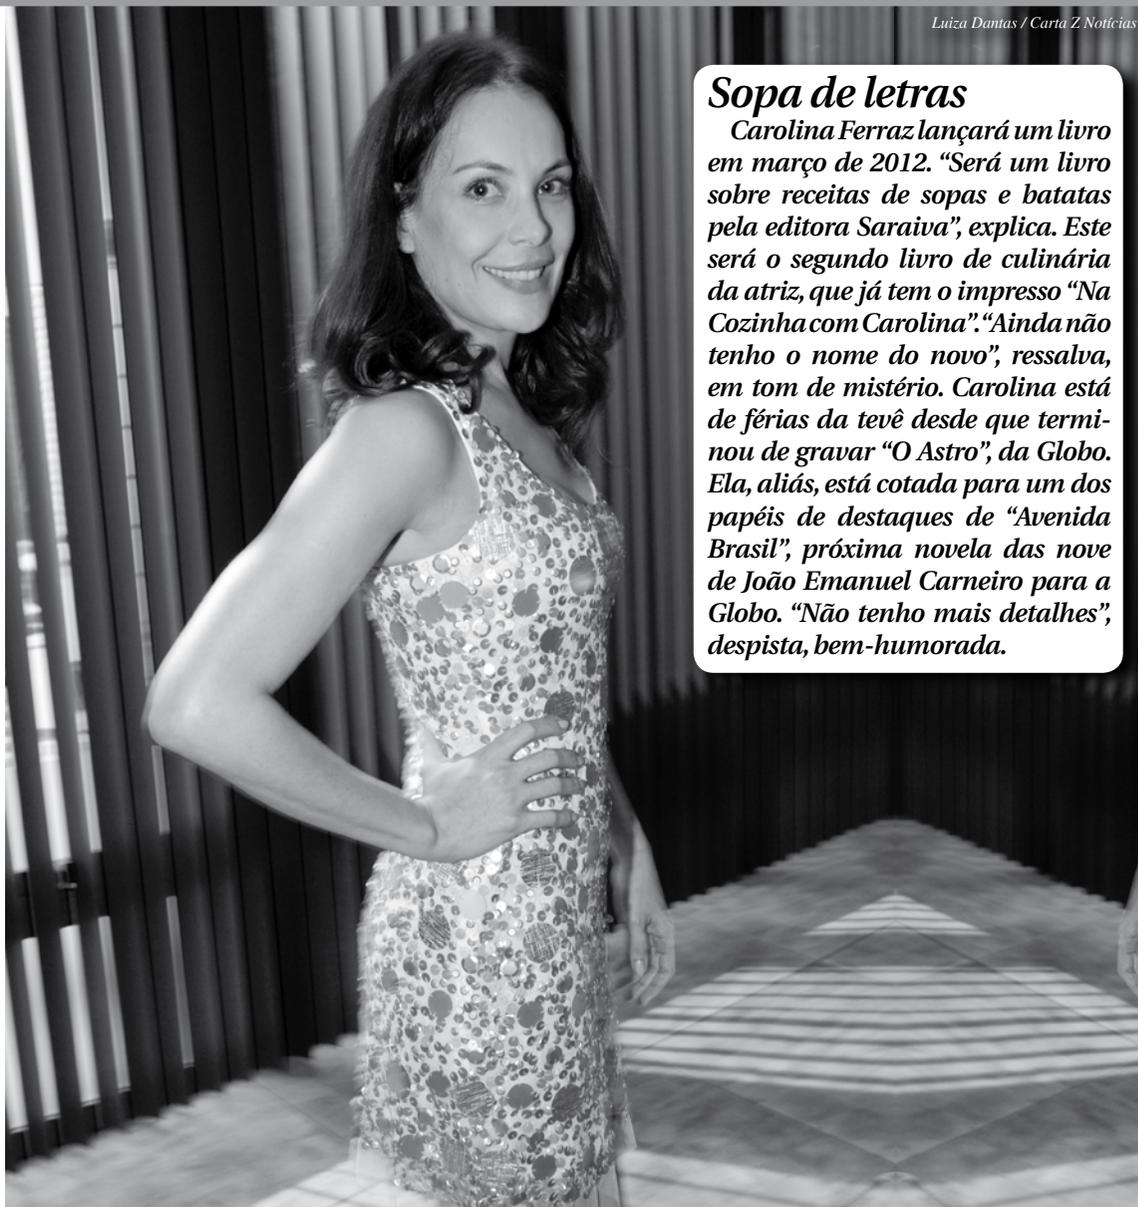 Luiza Dantas / Carta Z Notícias
Sopa de letras
Carolina Ferraz lançará um livro
em março de 2012. “Será um livro
sobre receitas de sopas e batatas
pela editora Saraiva”, explica. Este
será o segundo livro de culinária
da atriz, que já tem o impresso “Na
Cozinha com Carolina”. “Ainda não
tenho o nome do novo”, ressalva,
em tom de mistério. Carolina está
de férias da tevê desde que termi-
nou de gravar “O Astro”, da Globo.
Ela, aliás, está cotada para um dos
papéis de destaques de “Avenida
Brasil”, próxima novela das nove
de João Emanuel Carneiro para a
Globo. “Não tenho mais detalhes”,
despista, bem-humorada.